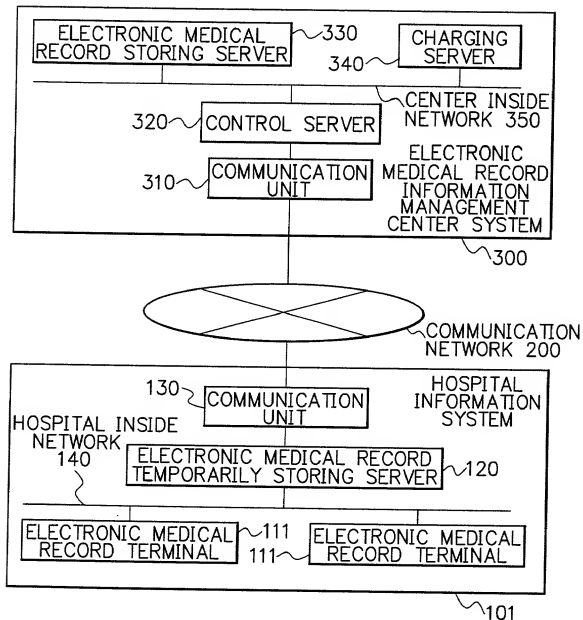 ELECTRONIC MEDICAL
RECORD STORING SERVER
330
CHARGING
SERVER
340
CENTER INSIDE
NETWORK 350
320
CONTROL SERVER
310
COMMUNICATION
UNIT
ELECTRONIC
MEDICAL RECORD
INFORMATION
MANAGEMENT
CENTER SYSTEM
300
COMMUNICATION
NETWORK 200
130
COMMUNICATION
UNIT
HOSPITAL
INFORMATION
SYSTEM
HOSPITAL INSIDE
NETWORK
140
ELECTRONIC MEDICAL RECORD
TEMPORARILY STORING SERVER
120
ELECTRONIC MEDICAL
RECORD TERMINAL
111
111
ELECTRONIC MEDICAL
RECORD TERMINAL
101